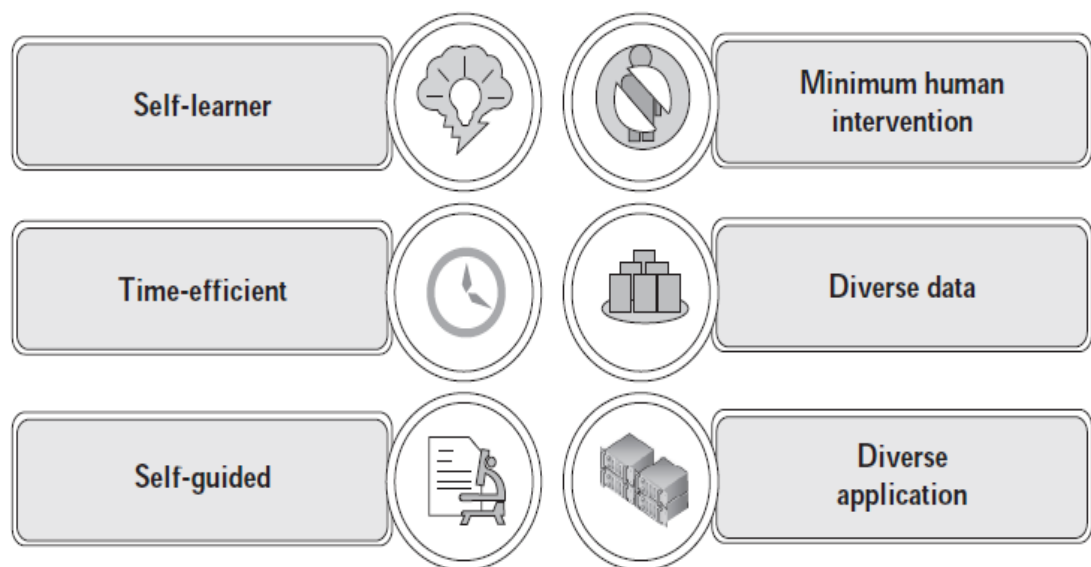 Self-learner
Minimum human
intervention
Time-efficient
Diverse data
Self-guided
Diverse
application